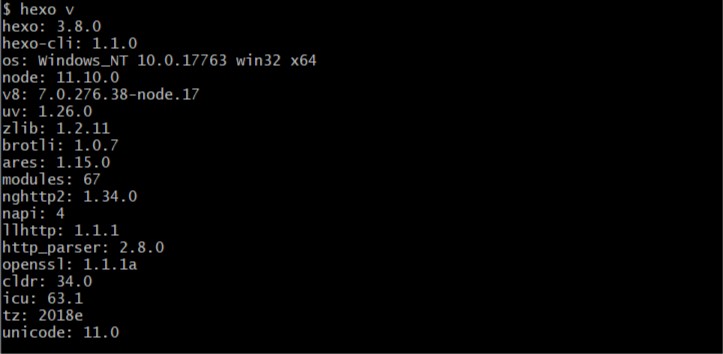 $ hexo v
hexo: 3.8.0
hexo-cli: 1.1.0
os: Windows_NT 10.0.17763 win32 x64
node: 11.10.0
v8: 7.0.276.38-node.17
uv: 1.26.0
zlib: 1.2.11
brotli: 1.0.7
ares: 1.15.0
modules: 67
nghttp2: 1.34.0
napi: 4
llhttp: 1.1.1
http_parser: 2.8.0
openssl: 1.1.1a
cldr: 34.0
icu: 63.1
tz: 2018e
unicode: 11.0